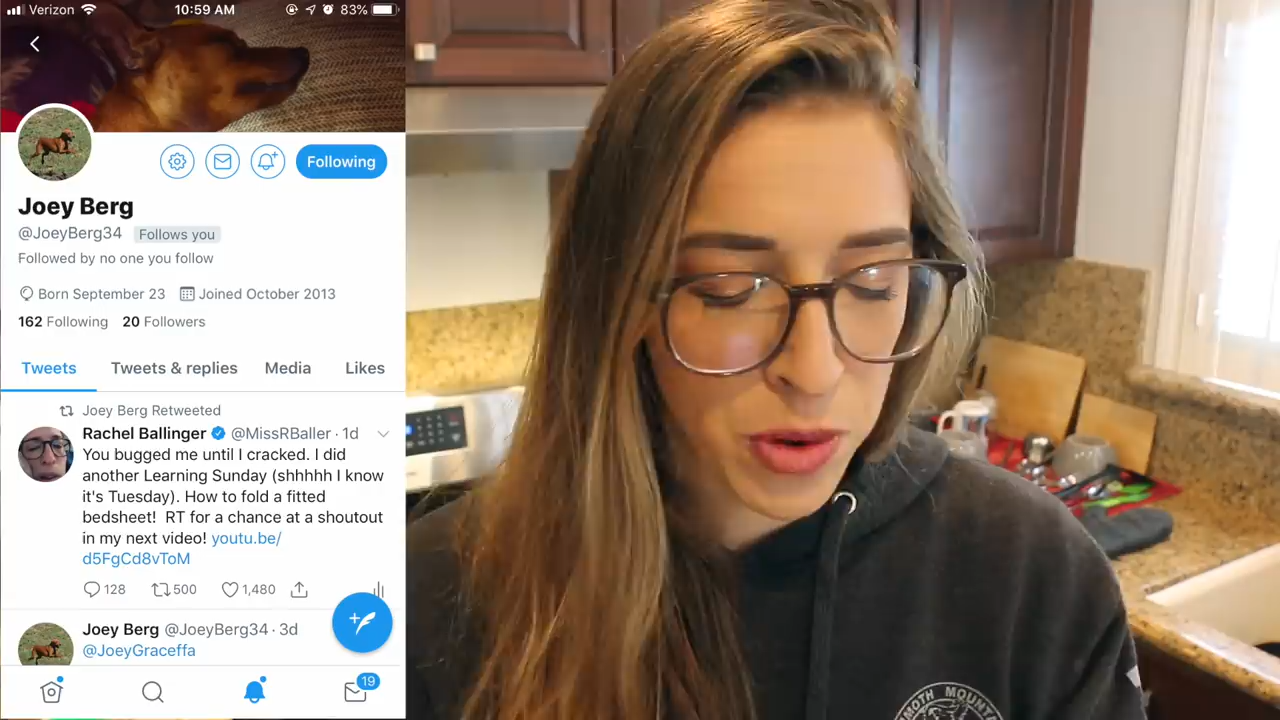 Verizon 10:59 AM 83%
Following
Joey Berg
@JoeyBerg34 Follows you
Followed by no one you follow
Born September 23 Joined October 2013
162 Following 20 Followers
Tweets Tweets & replies Media Likes
Joey Berg Retweeted
Rachel Ballinger @MissRBaller · 1d
You bugged me until I cracked. I did
another Learning Sunday (shhhhh I know
it's Tuesday). How to fold a fitted
bedsheet! RT for a chance at a shoutout
in my next video! youtu.be/
d5FgCd8vToM
128 500 1,480
Joey Berg @JoeyBerg34 · 3d
@JoeyGraceffa
19
MOUNT